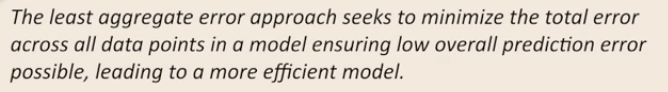 The least aggregate error approach seeks to minimize the total error
across all data points in a model ensuring low overall prediction error
possible, leading to a more efficient model.